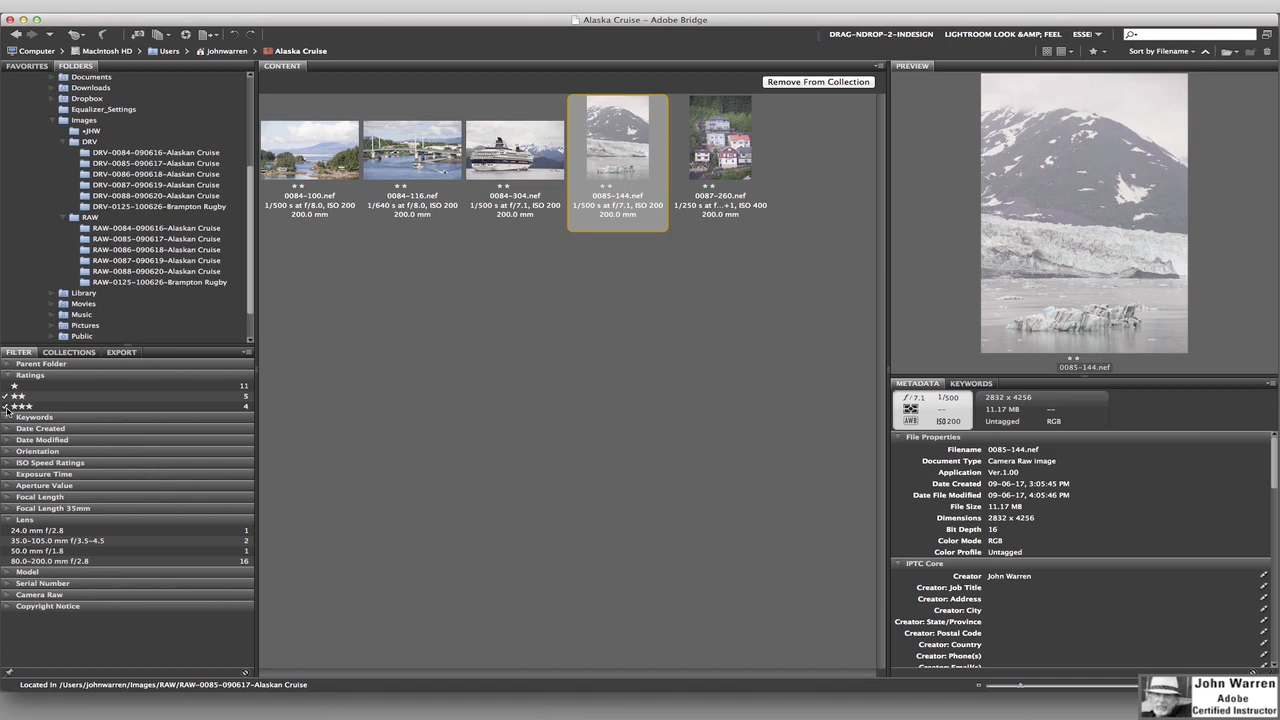 Alaska Cruise – Adobe Bridge
DRAG-NDROP-2-INDESIGN LIGHTROOM LOOK &AMP; FEEL ESSE
Computer Macintosh HD Users johnwarren Alaska Cruise Sort by Filename
FAVORITES FOLDERS
Documents
Downloads
Dropbox
Equalizer_Settings
Images
•JHW
DRV
DRV-0084-090616-Alaskan Cruise
DRV-0085-090617-Alaskan Cruise
DRV-0086-090618-Alaskan Cruise
DRV-0087-090619-Alaskan Cruise
DRV-0088-090620-Alaskan Cruise
DRV-0125-100626-Brampton Rugby
RAW
RAW-0084-090616-Alaskan Cruise
RAW-0085-090617-Alaskan Cruise
RAW-0086-090618-Alaskan Cruise
RAW-0087-090619-Alaskan Cruise
RAW-0088-090620-Alaskan Cruise
RAW-0125-100626-Brampton Rugby
Library
Movies
Music
Pictures
Public
FILTER COLLECTIONS EXPORT
Parent Folder
Ratings
★ 11
✓ ★★ 5
✓ ★★★ 4
Keywords
Date Created
Date Modified
Orientation
ISO Speed Ratings
Exposure Time
Aperture Value
Focal Length
Focal Length 35mm
Lens
24.0 mm f/2.8 1
35.0-105.0 mm f/3.5-4.5 2
50.0 mm f/1.8 1
80.0-200.0 mm f/2.8 16
Model
Serial Number
Camera Raw
Copyright Notice
CONTENT
Remove From Collection
★★ ★★ ★★ ★★ ★★
0084-100.nef 0084-116.nef 0084-304.nef 0085-144.nef 0087-260.nef
1/500 s at f/8.0, ISO 200 1/640 s at f/8.0, ISO 200 1/500 s at f/7.1, ISO 200 1/500 s at f/7.1, ISO 200 1/250 s at f...+1, ISO 400
200.0 mm 200.0 mm 200.0 mm 200.0 mm 200.0 mm
PREVIEW
★★
0085-144.nef
METADATA KEYWORDS
f/7.1 1/500 2832 x 4256
-- 11.17 MB --
AWB ISO200 Untagged RGB
File Properties
Filename 0085-144.nef
Document Type Camera Raw image
Application Ver.1.00
Date Created 09-06-17, 3:05:45 PM
Date File Modified 09-06-17, 4:05:46 PM
File Size 11.17 MB
Dimensions 2832 x 4256
Bit Depth 16
Color Mode RGB
Color Profile Untagged
IPTC Core
Creator John Warren
Creator: Job Title
Creator: Address
Creator: City
Creator: State/Province
Creator: Postal Code
Creator: Country
Creator: Phone(s)
Located in /Users/johnwarren/Images/RAW/RAW-0085-090617-Alaskan Cruise
John Warren
Adobe
Certified Instructor